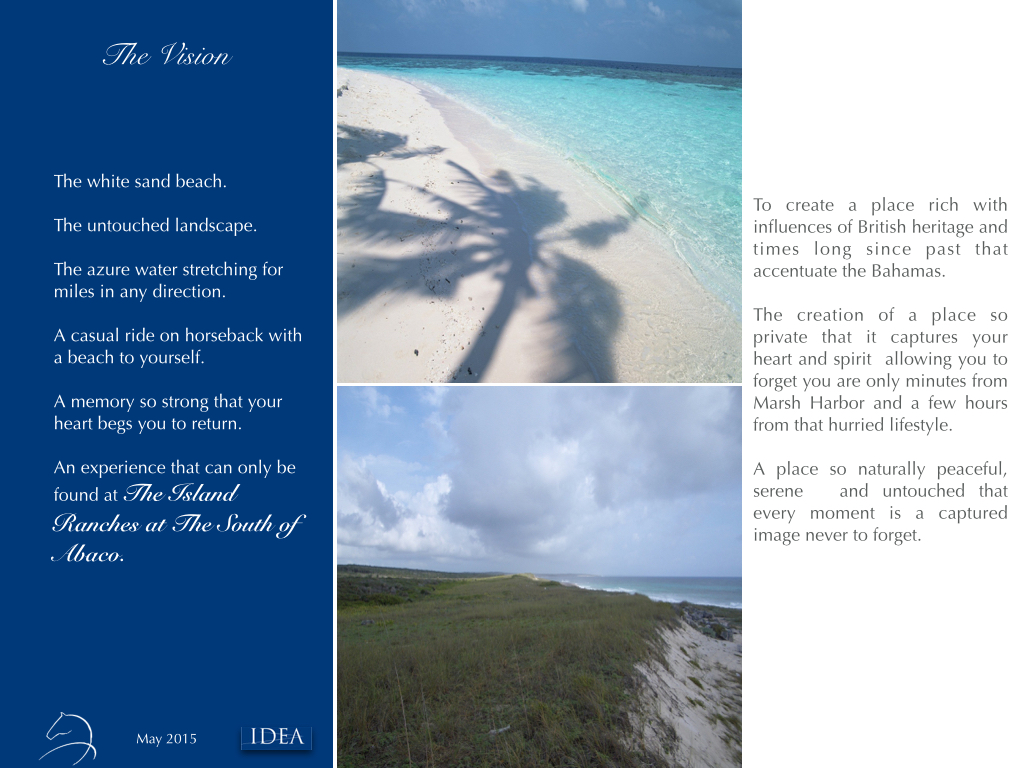 The Vision
The white sand beach.
The untouched landscape.
The azure water stretching for
miles in any direction.
A casual ride on horseback with
a beach to yourself.
A memory so strong that your
heart begs you to return.
An experience that can only be
found at The Island
Ranches at The South of
Abaco.
May 2015
IDEA
To create a place rich with
influences of British heritage and
times long since past that
accentuate the Bahamas.
The creation of a place so
private that it captures your
heart and spirit allowing you to
forget you are only minutes from
Marsh Harbor and a few hours
from that hurried lifestyle.
A place so naturally peaceful,
serene and untouched that
every moment is a captured
image never to forget.